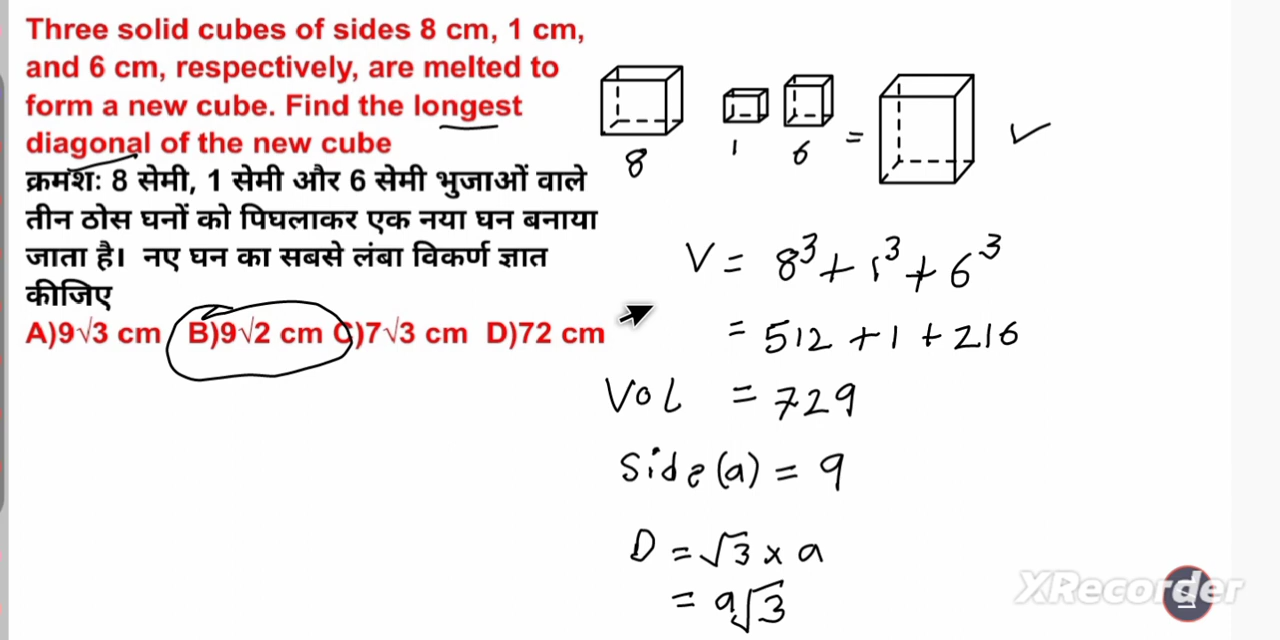 Three solid cubes of sides 8 cm, 1 cm,
and 6 cm, respectively, are melted to
form a new cube. Find the longest
diagonal of the new cube
क्रमशः 8 सेमी, 1 सेमी और 6 सेमी भुजाओं वाले
तीन ठोस घनों को पिघलाकर एक नया घन बनाया
जाता है। नए घन का सबसे लंबा विकर्ण ज्ञात
कीजिए
A)9√3 cm B)9√2 cm C)7√3 cm D)72 cm
8 1 6 =
V = 8³ + 1³ + 6³
= 512 + 1 + 216
Vol = 729
Side (a) = 9
D = √3 × a
= 9√3
XRecorder